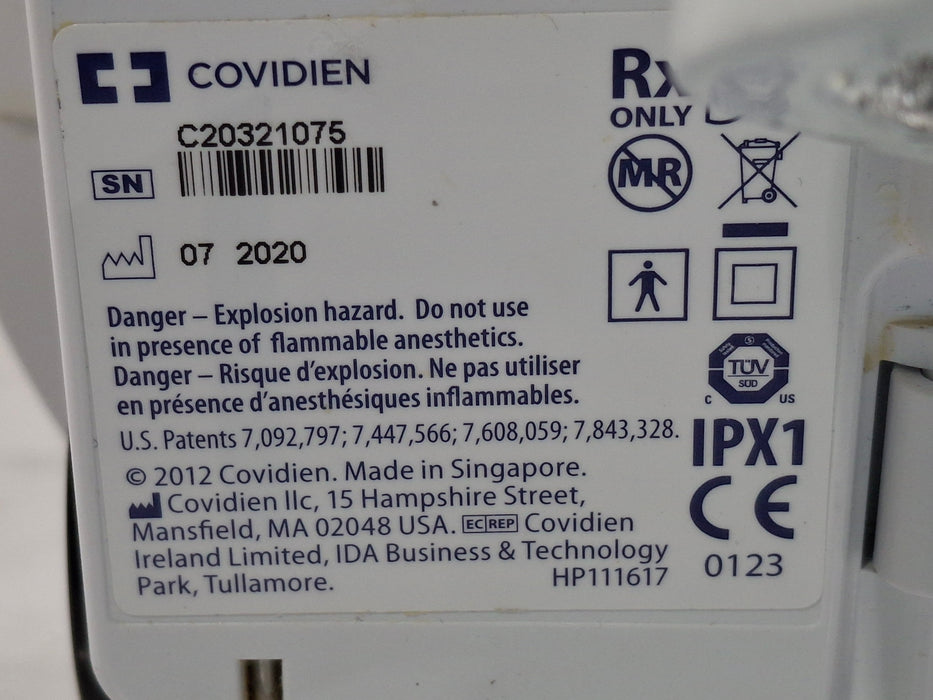 COVIDIEN
C20321075
SN
07 2020
Danger – Explosion hazard. Do not use
in presence of flammable anesthetics.
Danger – Risque d'explosion. Ne pas utiliser
en présence d'anesthésiques inflammables.
U.S. Patents 7,092,797; 7,447,566; 7,608,059; 7,843,328.
© 2012 Covidien. Made in Singapore.
Covidien llc, 15 Hampshire Street,
Mansfield, MA 02048 USA. EC REP Covidien
Ireland Limited, IDA Business & Technology
Park, Tullamore.
HP111617
Rx
ONLY
MR
TÜV
SÜD
C US
IPX1
CE
0123